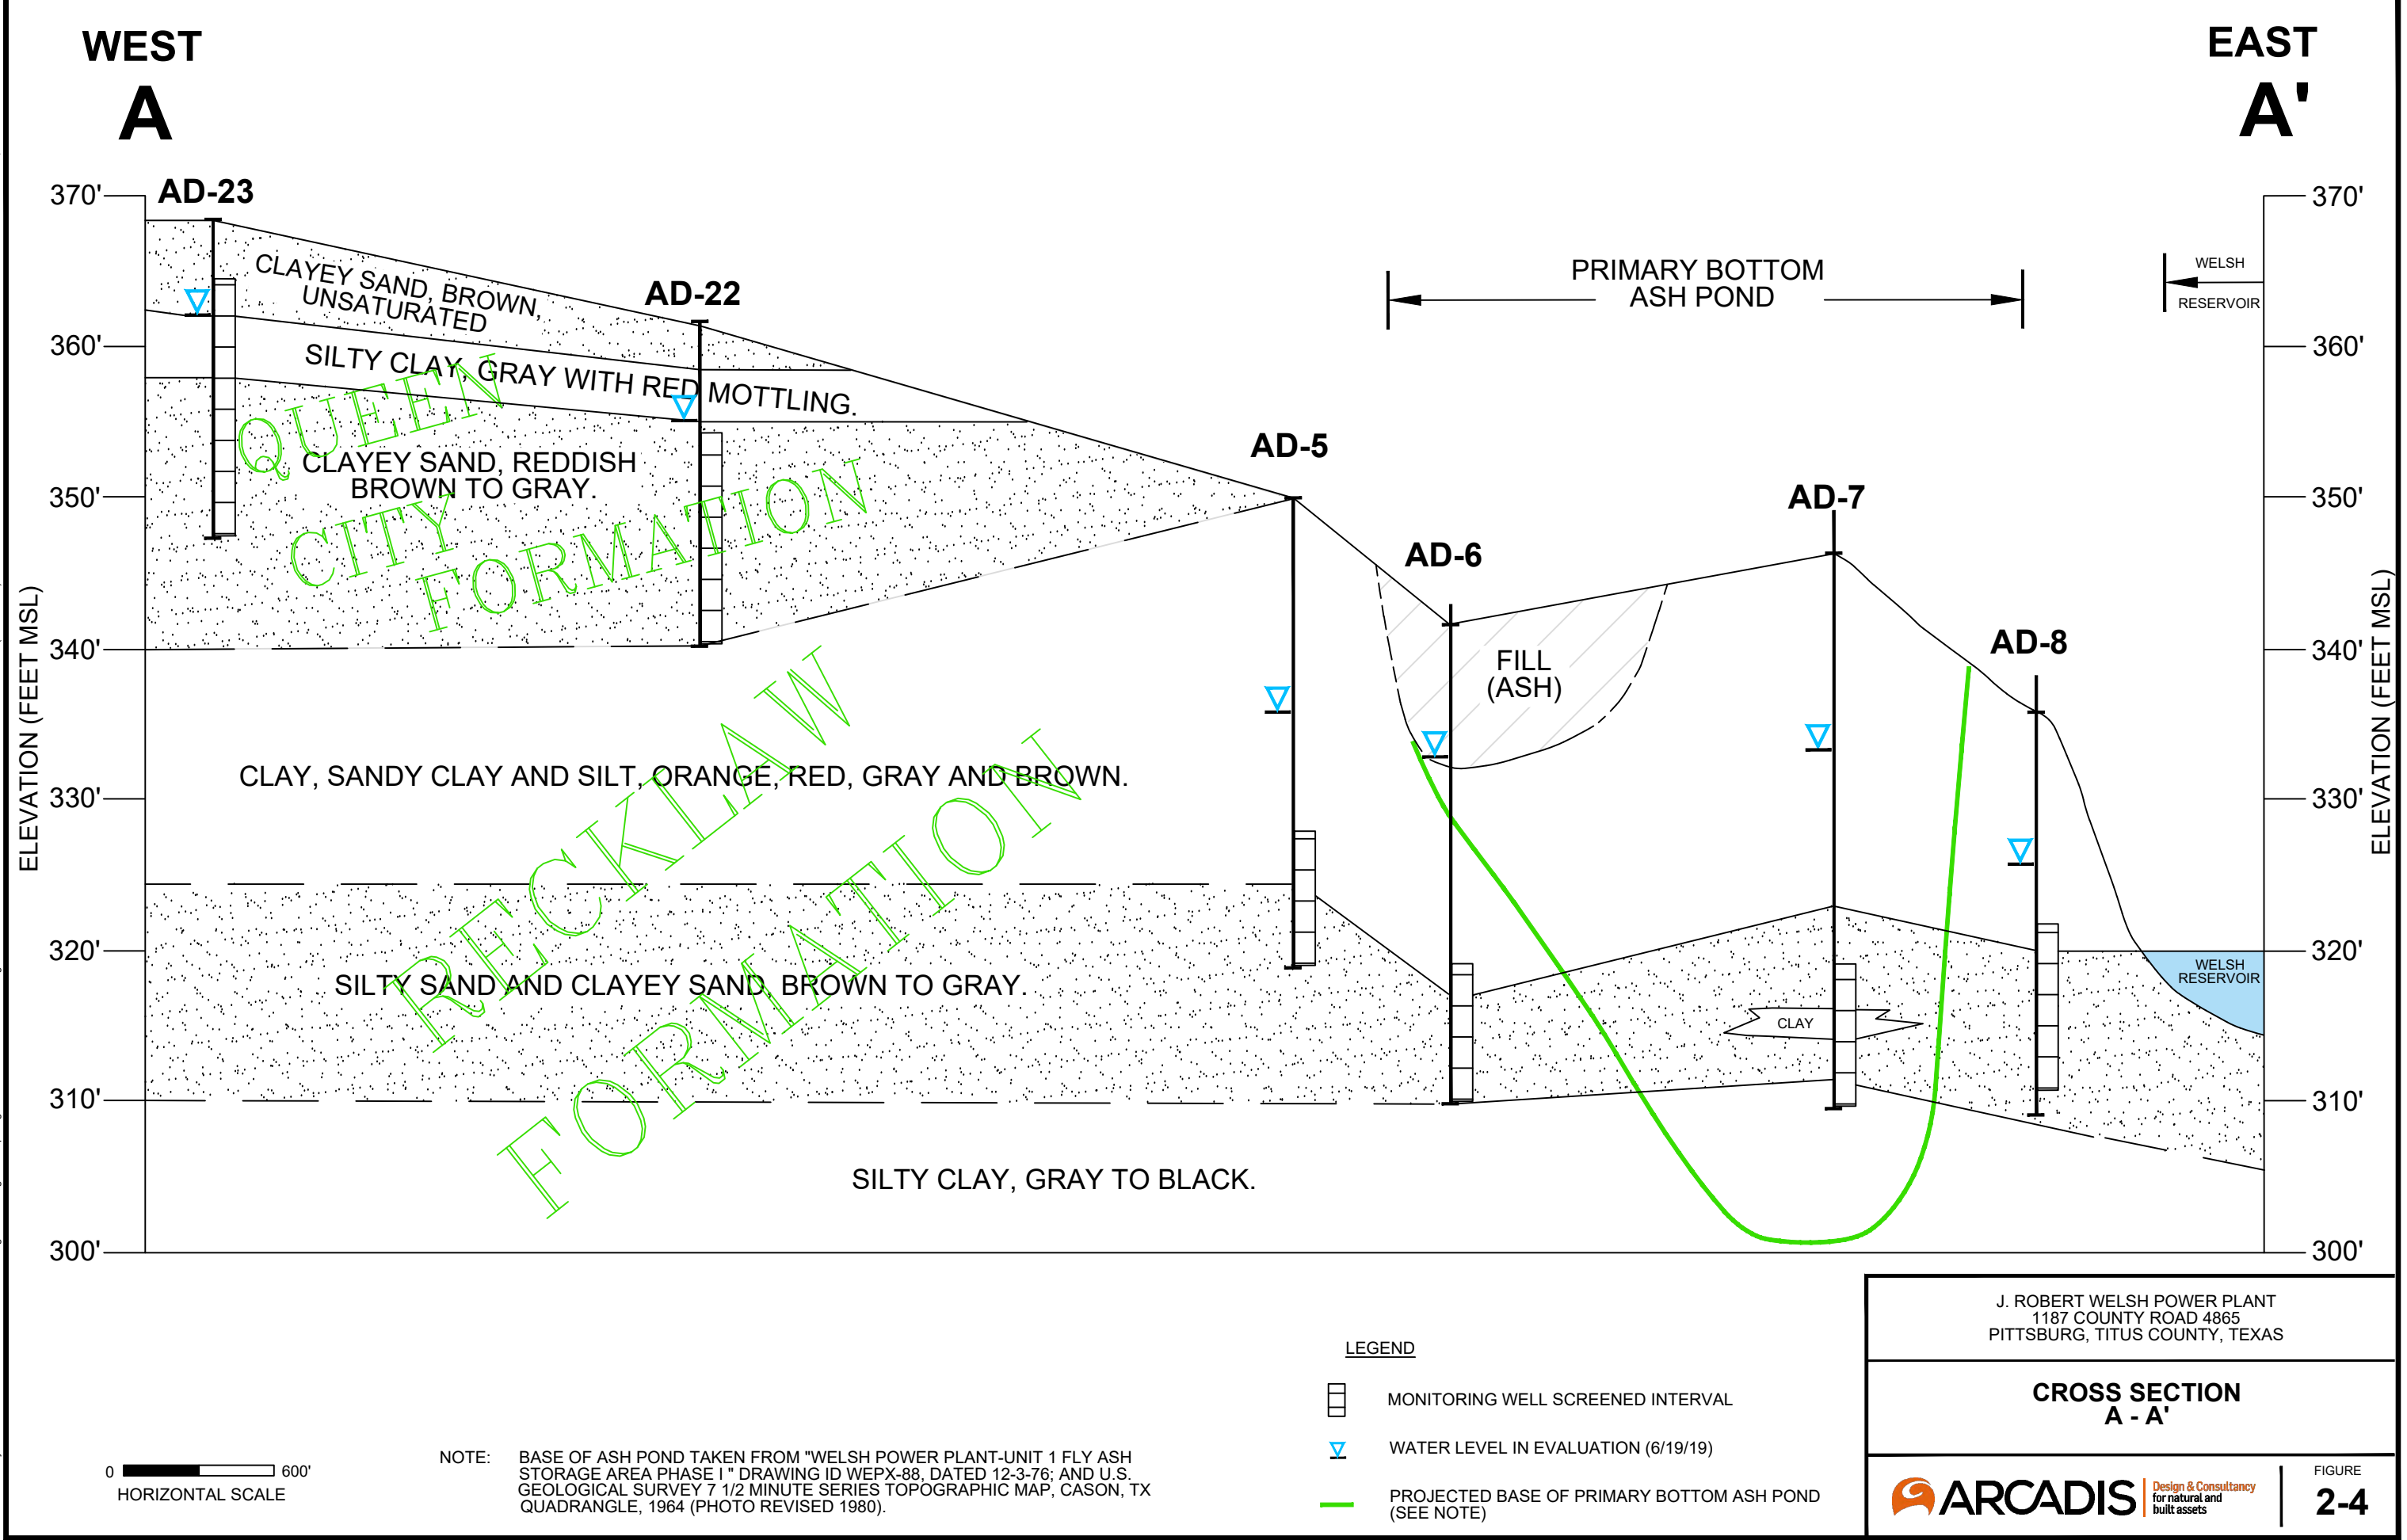 WEST
EAST
A
A'
370'
AD-23
370'
CLAYEY SAND, BROWN,
UNSATURATED
AD-22
PRIMARY BOTTOM
ASH POND
WELSH
RESERVOIR
360'
360'
SILTY CLAY, GRAY WITH RED MOTTLING.
QUEEN
CITY
FORMATION
CLAYEY SAND, REDDISH
BROWN TO GRAY.
AD-5
350'
350'
AD-7
AD-6
AD-8
340'
340'
FILL
(ASH)
ELEVATION (FEET MSL)
ELEVATION (FEET MSL)
RECKLAW
FORMATION
CLAY, SANDY CLAY AND SILT, ORANGE, RED, GRAY AND BROWN.
330'
330'
320'
320'
WELSH
RESERVOIR
SILTY SAND AND CLAYEY SAND, BROWN TO GRAY.
CLAY
310'
310'
SILTY CLAY, GRAY TO BLACK.
300'
300'
LEGEND
MONITORING WELL SCREENED INTERVAL
WATER LEVEL IN EVALUATION (6/19/19)
PROJECTED BASE OF PRIMARY BOTTOM ASH POND
(SEE NOTE)
0
600'
HORIZONTAL SCALE
NOTE: BASE OF ASH POND TAKEN FROM "WELSH POWER PLANT-UNIT 1 FLY ASH
STORAGE AREA PHASE I " DRAWING ID WEPX-88, DATED 12-3-76; AND U.S.
GEOLOGICAL SURVEY 7 1/2 MINUTE SERIES TOPOGRAPHIC MAP, CASON, TX
QUADRANGLE, 1964 (PHOTO REVISED 1980).
J. ROBERT WELSH POWER PLANT
1187 COUNTY ROAD 4865
PITTSBURG, TITUS COUNTY, TEXAS
CROSS SECTION
A - A'
ARCADIS
Design & Consultancy
for natural and
built assets
FIGURE
2-4